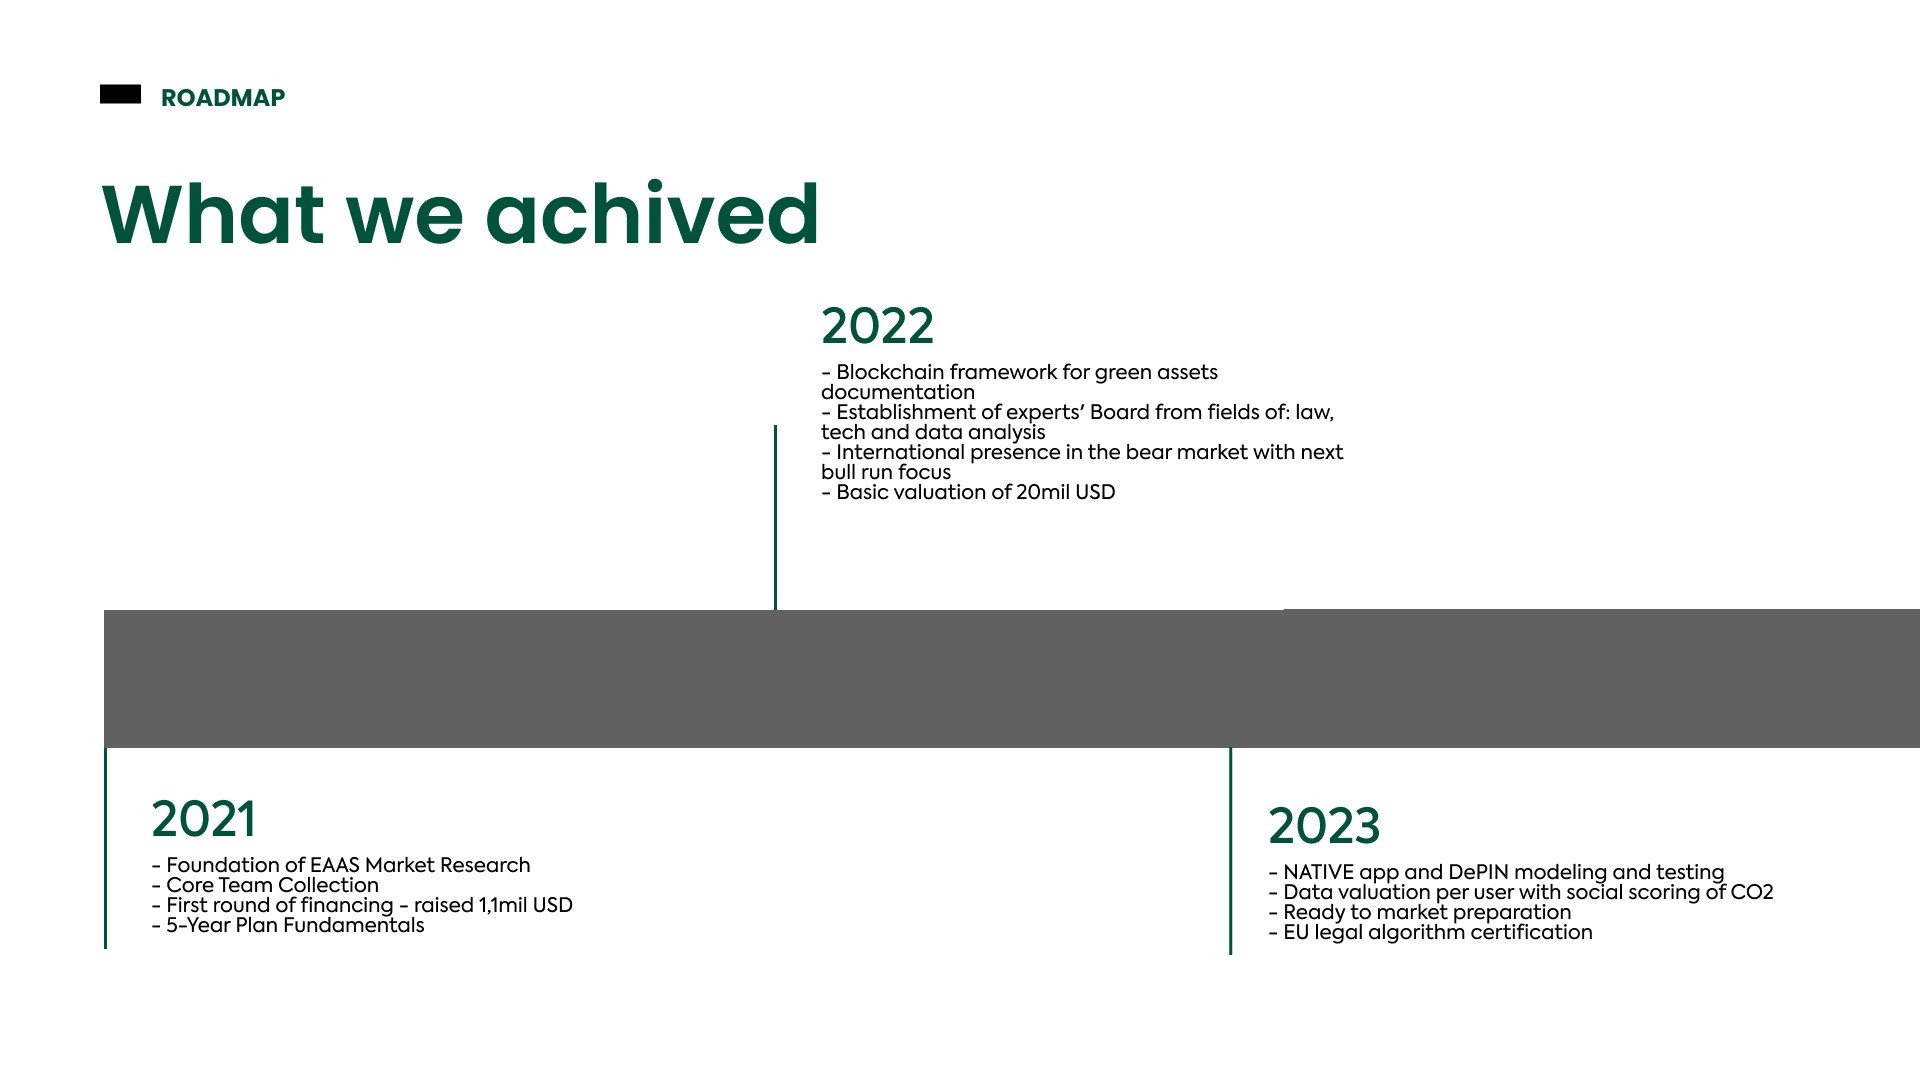 ROADMAP
What we achived
2022
- Blockchain framework for green assets
documentation
- Establishment of experts' Board from fields of: law,
tech and data analysis
- International presence in the bear market with next
bull run focus
- Basic valuation of 20mil USD
2021
- Foundation of EAAS Market Research
- Core Team Collection
- First round of financing - raised 1,1mil USD
- 5-Year Plan Fundamentals
2023
- NATIVE app and DePIN modeling and testing
- Data valuation per user with social scoring of CO2
- Ready to market preparation
- EU legal algorithm certification